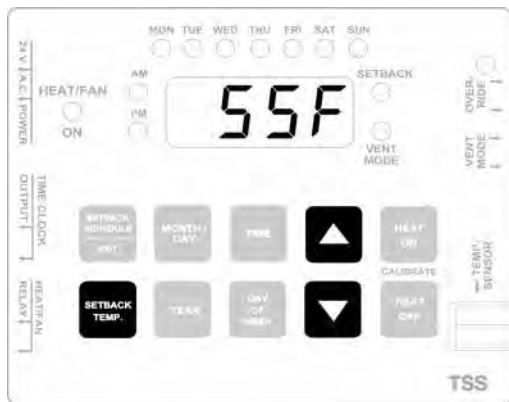 MON TUE WED THU FRI SAT SUN
24 V. A.C. POWER
HEAT/FAN
ON
AM
PM
55F
SETBACK
VENT
MODE
OVER-
RIDE
VENT
MODE
TIME CLOCK
OUTPUT
SETBACK
SCHEDULE
MONTH /
DAY
TIME
HEAT
ON
CALIBRATE
TEMP.
SENSOR
HEAT/FAN
RELAY
SETBACK
TEMP.
YEAR
DAY
OF
WEEK
HEAT
OFF
TSS